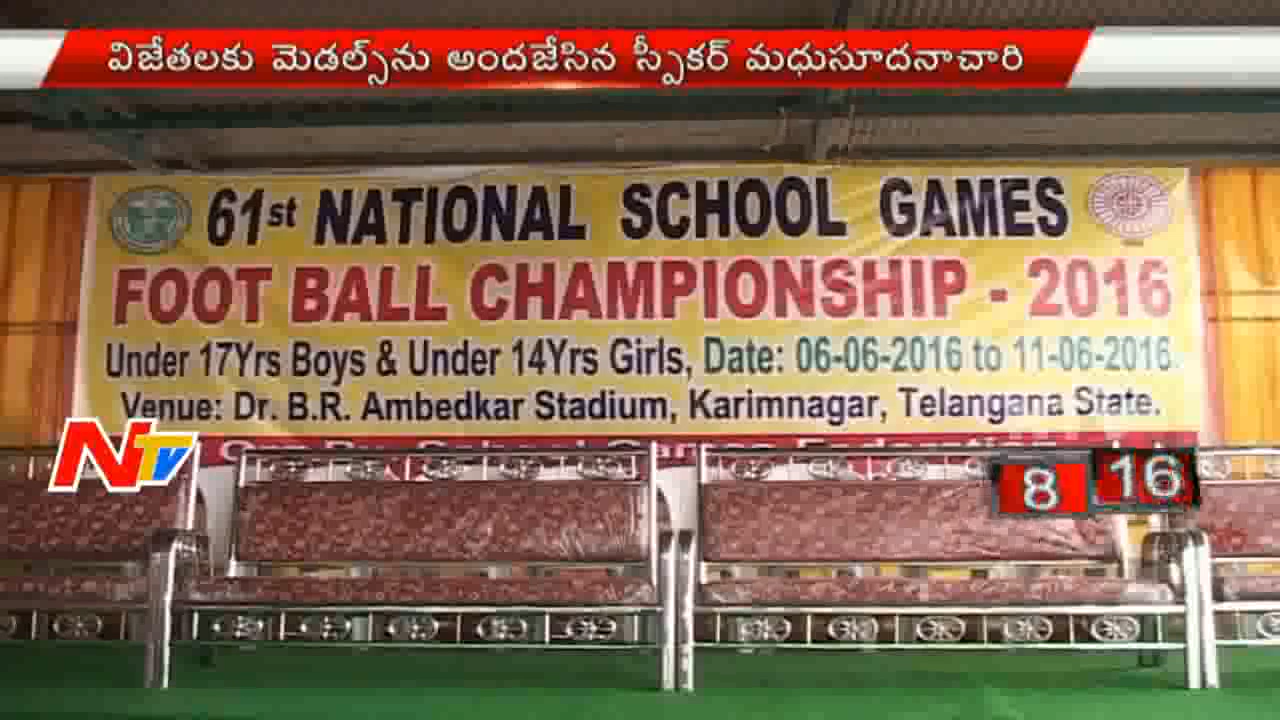 విజేతలకు మెడల్స్‌ను అందజేసిన స్పీకర్ మధుసూదనాచారి
61st NATIONAL SCHOOL GAMES
FOOT BALL CHAMPIONSHIP - 2016
Under 17Yrs Boys & Under 14Yrs Girls, Date: 06-06-2016 to 11-06-2016.
Venue: Dr. B.R. Ambedkar Stadium, Karimnagar, Telangana State.
NTV
8 16